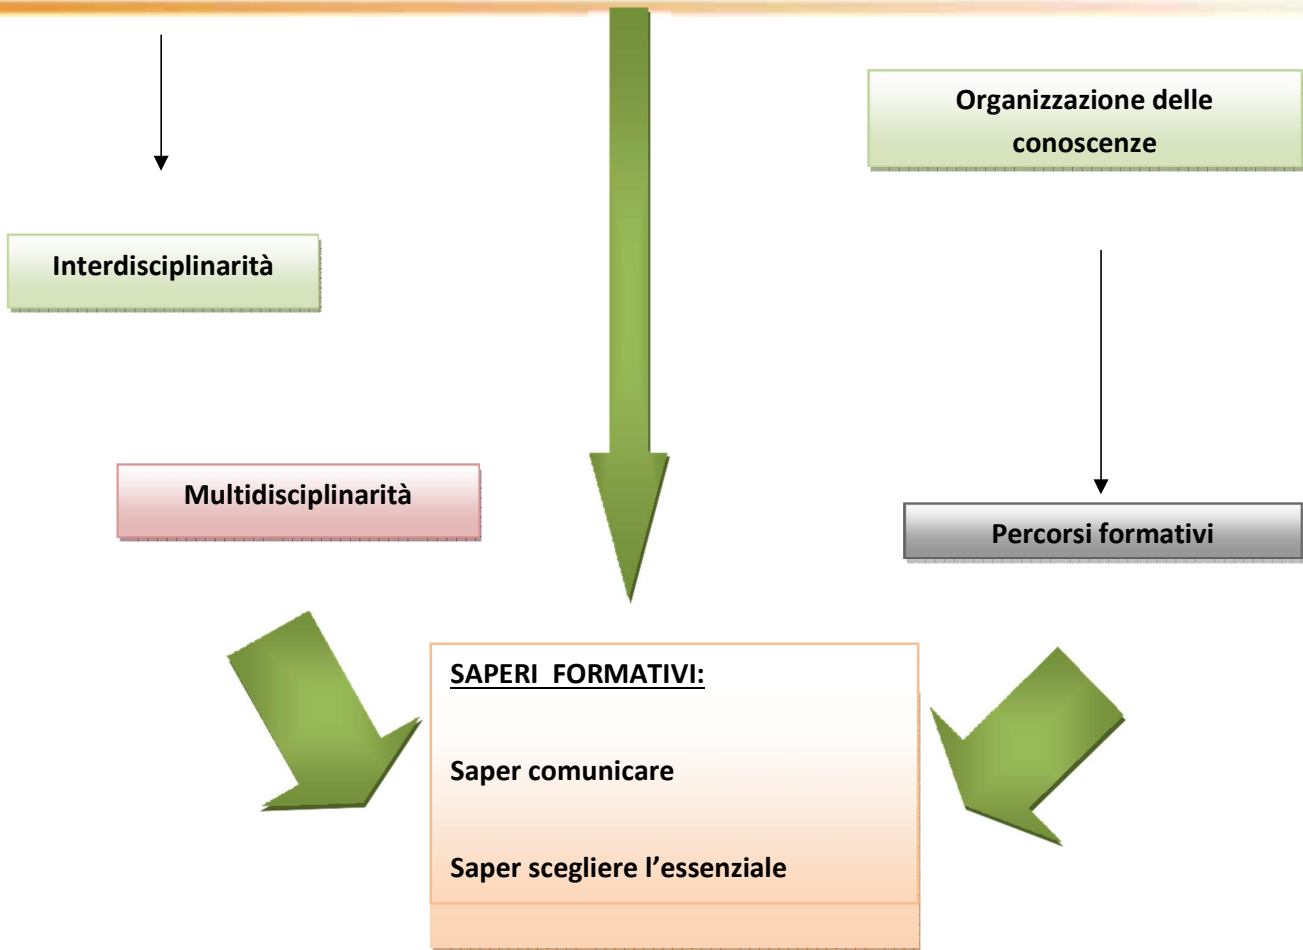 Organizzazione delle
conoscenze
Interdisciplinarità
Multidisciplinarità
Percorsi formativi
SAPERI FORMATIVI:
Saper comunicare
Saper scegliere l’essenziale